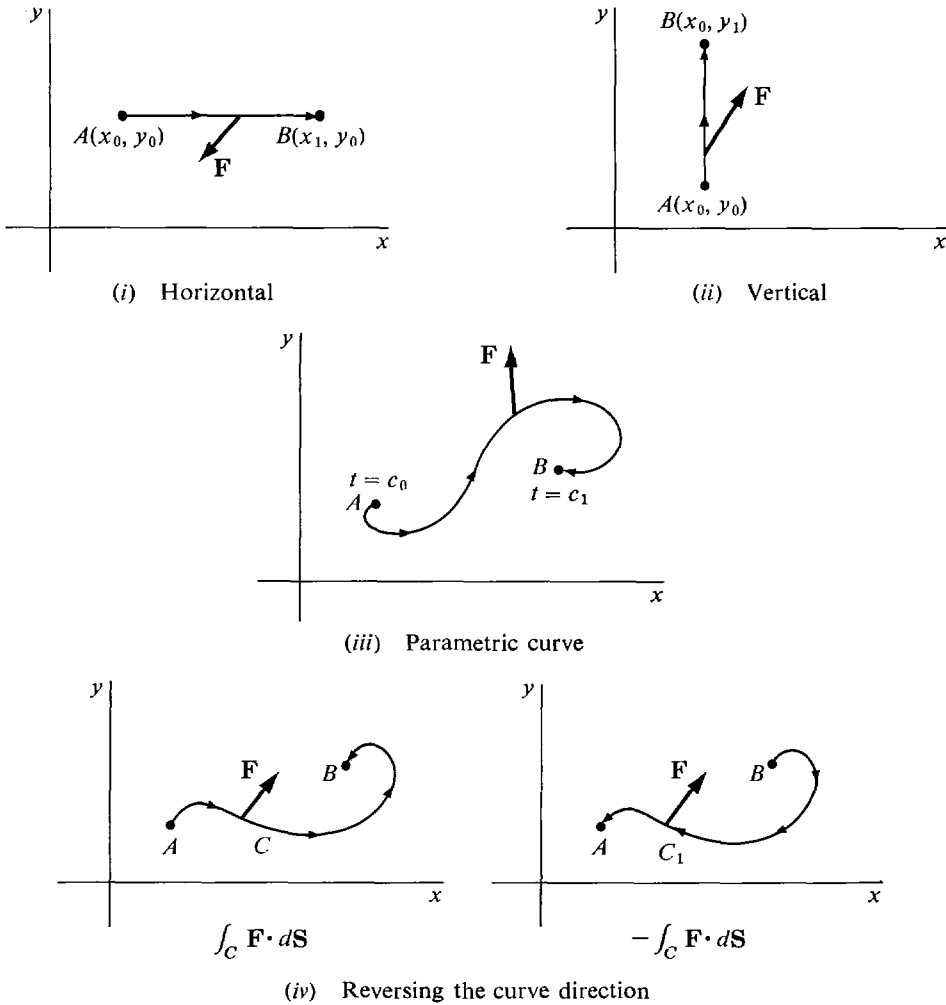 y
A(x₀, y₀)
F
B(x₁, y₀)
x
(i) Horizontal
y
B(x₀, y₁)
F
A(x₀, y₀)
x
(ii) Vertical
y
F
t = c₀
A
B
t = c₁
x
(iii) Parametric curve
y
F
B
A
C
x
∫_C F · dS
y
F
B
A
C₁
x
− ∫_C F · dS
(iv) Reversing the curve direction